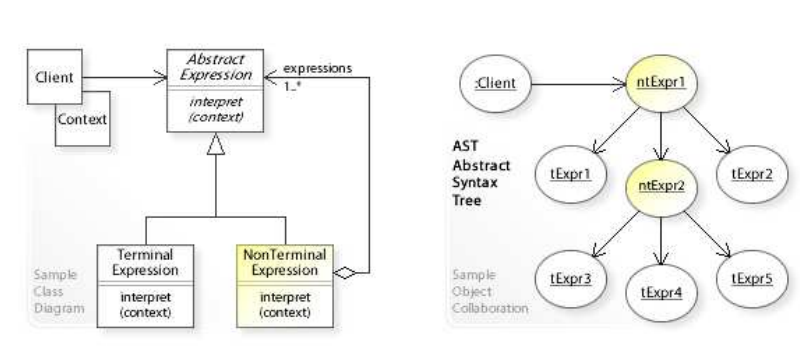 Client
Context
Abstract
Expression
interpret
(context)
expressions
1..*
Terminal
Expression
interpret
(context)
NonTerminal
Expression
interpret
(context)
Sample
Class
Diagram
:Client
ntExpr1
AST
Abstract
Syntax
Tree
tExpr1
ntExpr2
tExpr2
tExpr3
tExpr4
tExpr5
Sample
Object
Collaboration